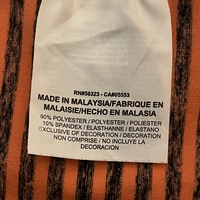 RN#56323 - CA#05553
MADE IN MALAYSIA/FABRIQUE EN
MALAISIE/HECHO EN MALASIA
90% POLYESTER / POLYESTER / POLIESTER
10% SPANDEX / ELASTHANNE / ELASTANO
EXCLUSIVE OF DECORATION / DECORATION
NON COMPRISE / NO INCLUYE LA
DECORACION